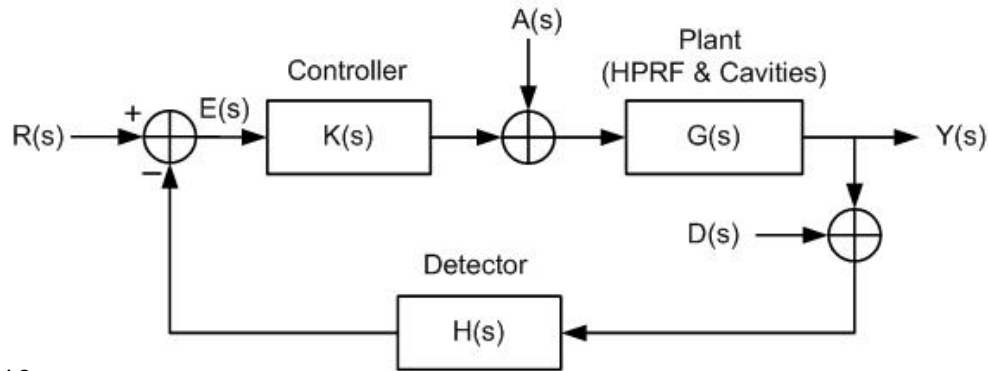 A(s)
Plant
(HPRF & Cavities)
Controller
+
E(s)
R(s)
K(s)
G(s)
Y(s)
−
D(s)
Detector
H(s)